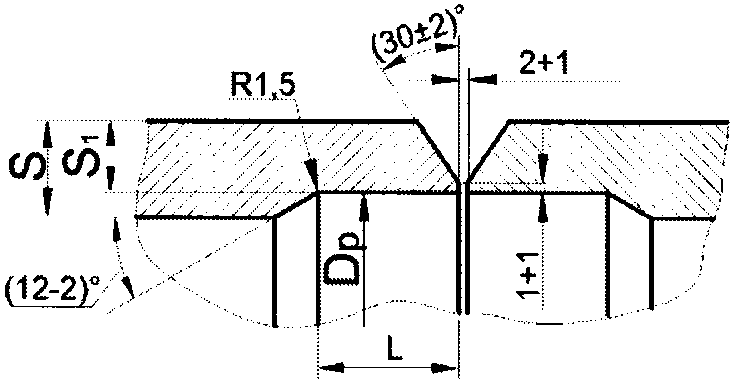 (30±2)°
2+1
R1,5
S
S1
(12-2)°
Dp
1+1
L